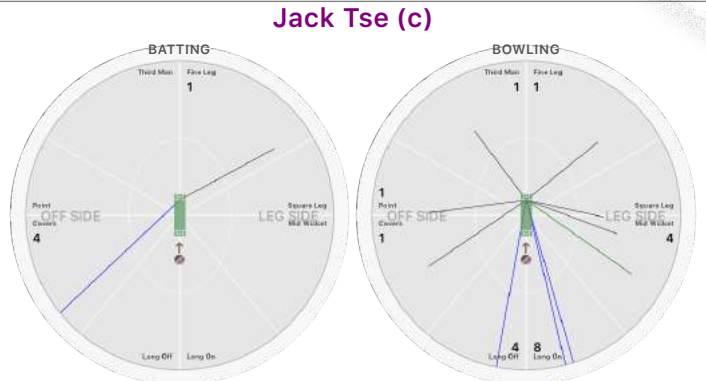 Jack Tse (c)
BATTING
Third Man Fine Leg
1
Point
OFF SIDE
Covers
4
Square Leg
LEG SIDE
Mid Wicket
Long Off Long On
BOWLING
Third Man Fine Leg
1 1
1
Point
OFF SIDE
Covers
1
Square Leg
LEG SIDE
Mid Wicket
4
4 8
Long Off Long On